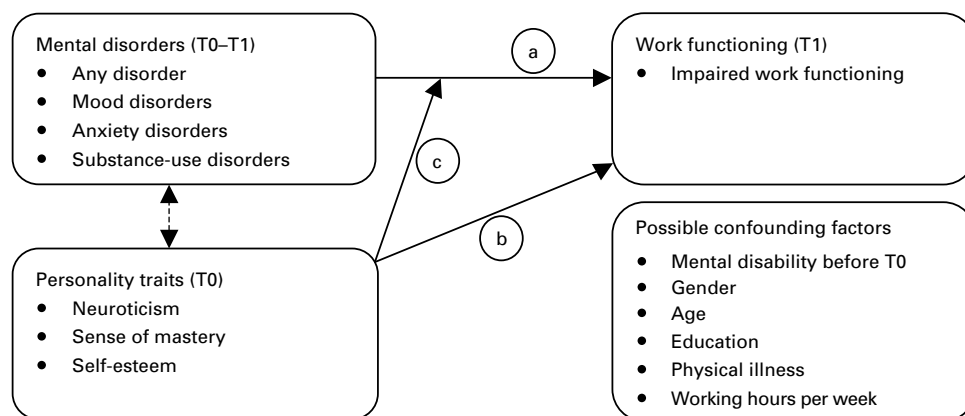 Mental disorders (T0–T1)
● Any disorder
● Mood disorders
● Anxiety disorders
● Substance-use disorders
a
Work functioning (T1)
● Impaired work functioning
c
b
Personality traits (T0)
● Neuroticism
● Sense of mastery
● Self-esteem
Possible confounding factors
● Mental disability before T0
● Gender
● Age
● Education
● Physical illness
● Working hours per week